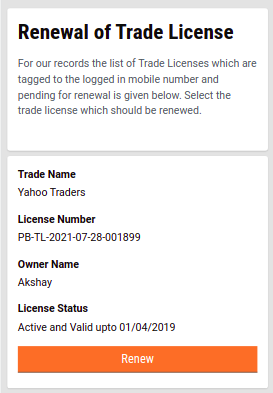 Renewal of Trade License
For our records the list of Trade Licenses which are
tagged to the logged in mobile number and
pending for renewal is given below. Select the
trade license which should be renewed.
Trade Name
Yahoo Traders
License Number
PB-TL-2021-07-28-001899
Owner Name
Akshay
License Status
Active and Valid upto 01/04/2019
Renew